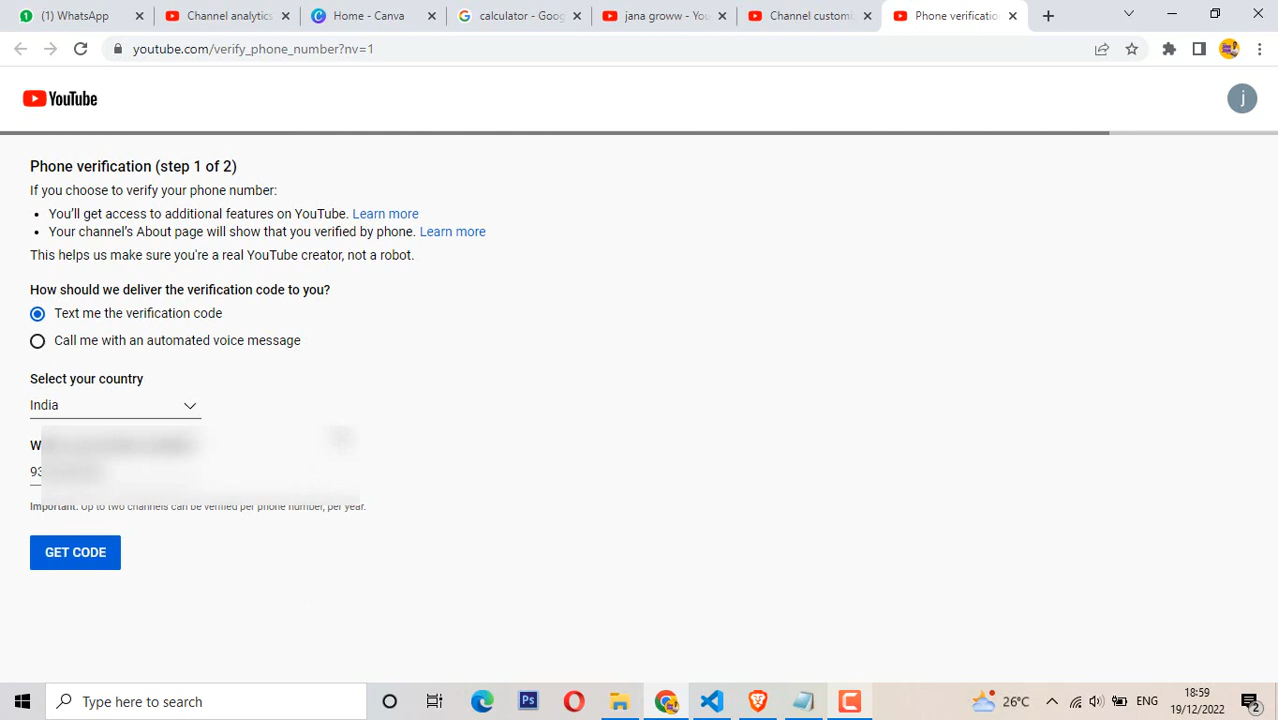 (1) WhatsApp
Channel analytics
Home - Canva
calculator - Goog
jana groww - You
Channel customi
Phone verificatio
youtube.com/verify_phone_number?nv=1
YouTube
j
Phone verification (step 1 of 2)
If you choose to verify your phone number:
You'll get access to additional features on YouTube. Learn more
Your channel's About page will show that you verified by phone. Learn more
This helps us make sure you're a real YouTube creator, not a robot.
How should we deliver the verification code to you?
Text me the verification code
Call me with an automated voice message
Select your country
India
W
93
Important: Up to two channels can be verified per phone number, per year.
GET CODE
Type here to search
Ps
26°C
ENG
18:59
19/12/2022
2